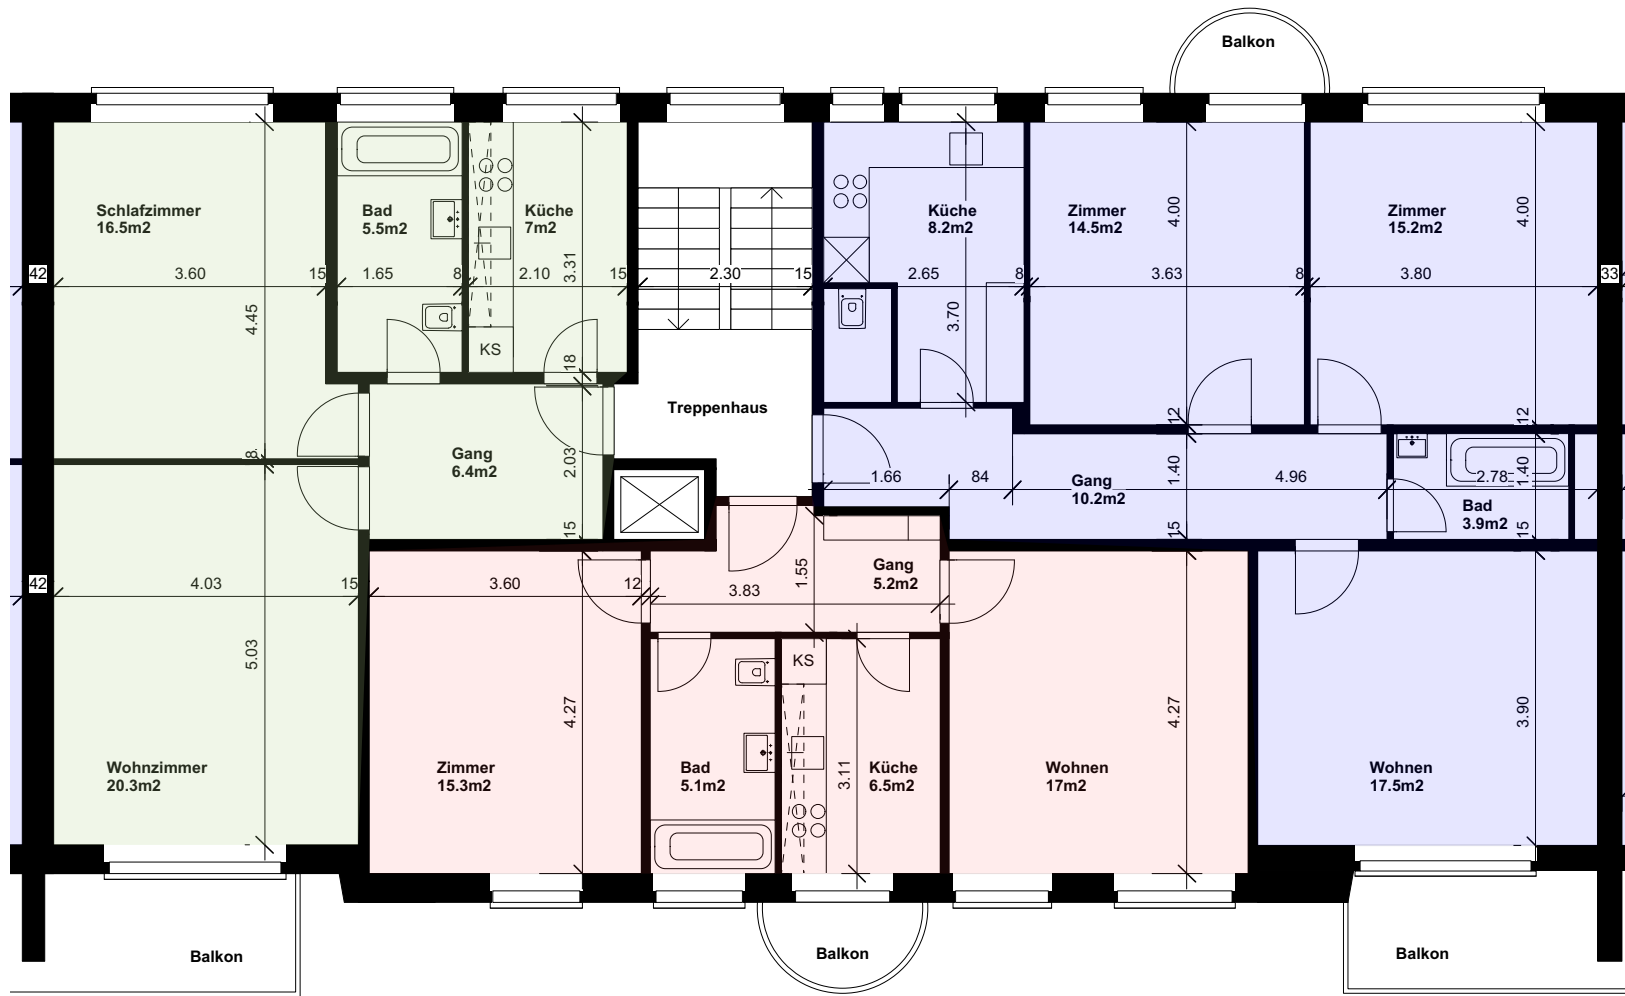 Balkon
Schlafzimmer
16.5m2
Bad
5.5m2
Küche
7m2
Küche
8.2m2
Zimmer
14.5m2
Zimmer
15.2m2
4.00
4.00
42
3.60
15
1.65
8
2.10
3.31
15
2.30
15
2.65
8
3.63
8
3.80
33
4.45
3.70
KS
18
Treppenhaus
12
12
8
Gang
6.4m2
2.03
1.66
84
Gang
10.2m2
1.40
4.96
2.78
1.40
Bad
3.9m2
15
15
15
42
4.03
15
3.60
12
3.83
1.55
Gang
5.2m2
5.03
KS
4.27
3.11
4.27
3.90
Wohnzimmer
20.3m2
Zimmer
15.3m2
Bad
5.1m2
Küche
6.5m2
Wohnen
17m2
Wohnen
17.5m2
Balkon
Balkon
Balkon